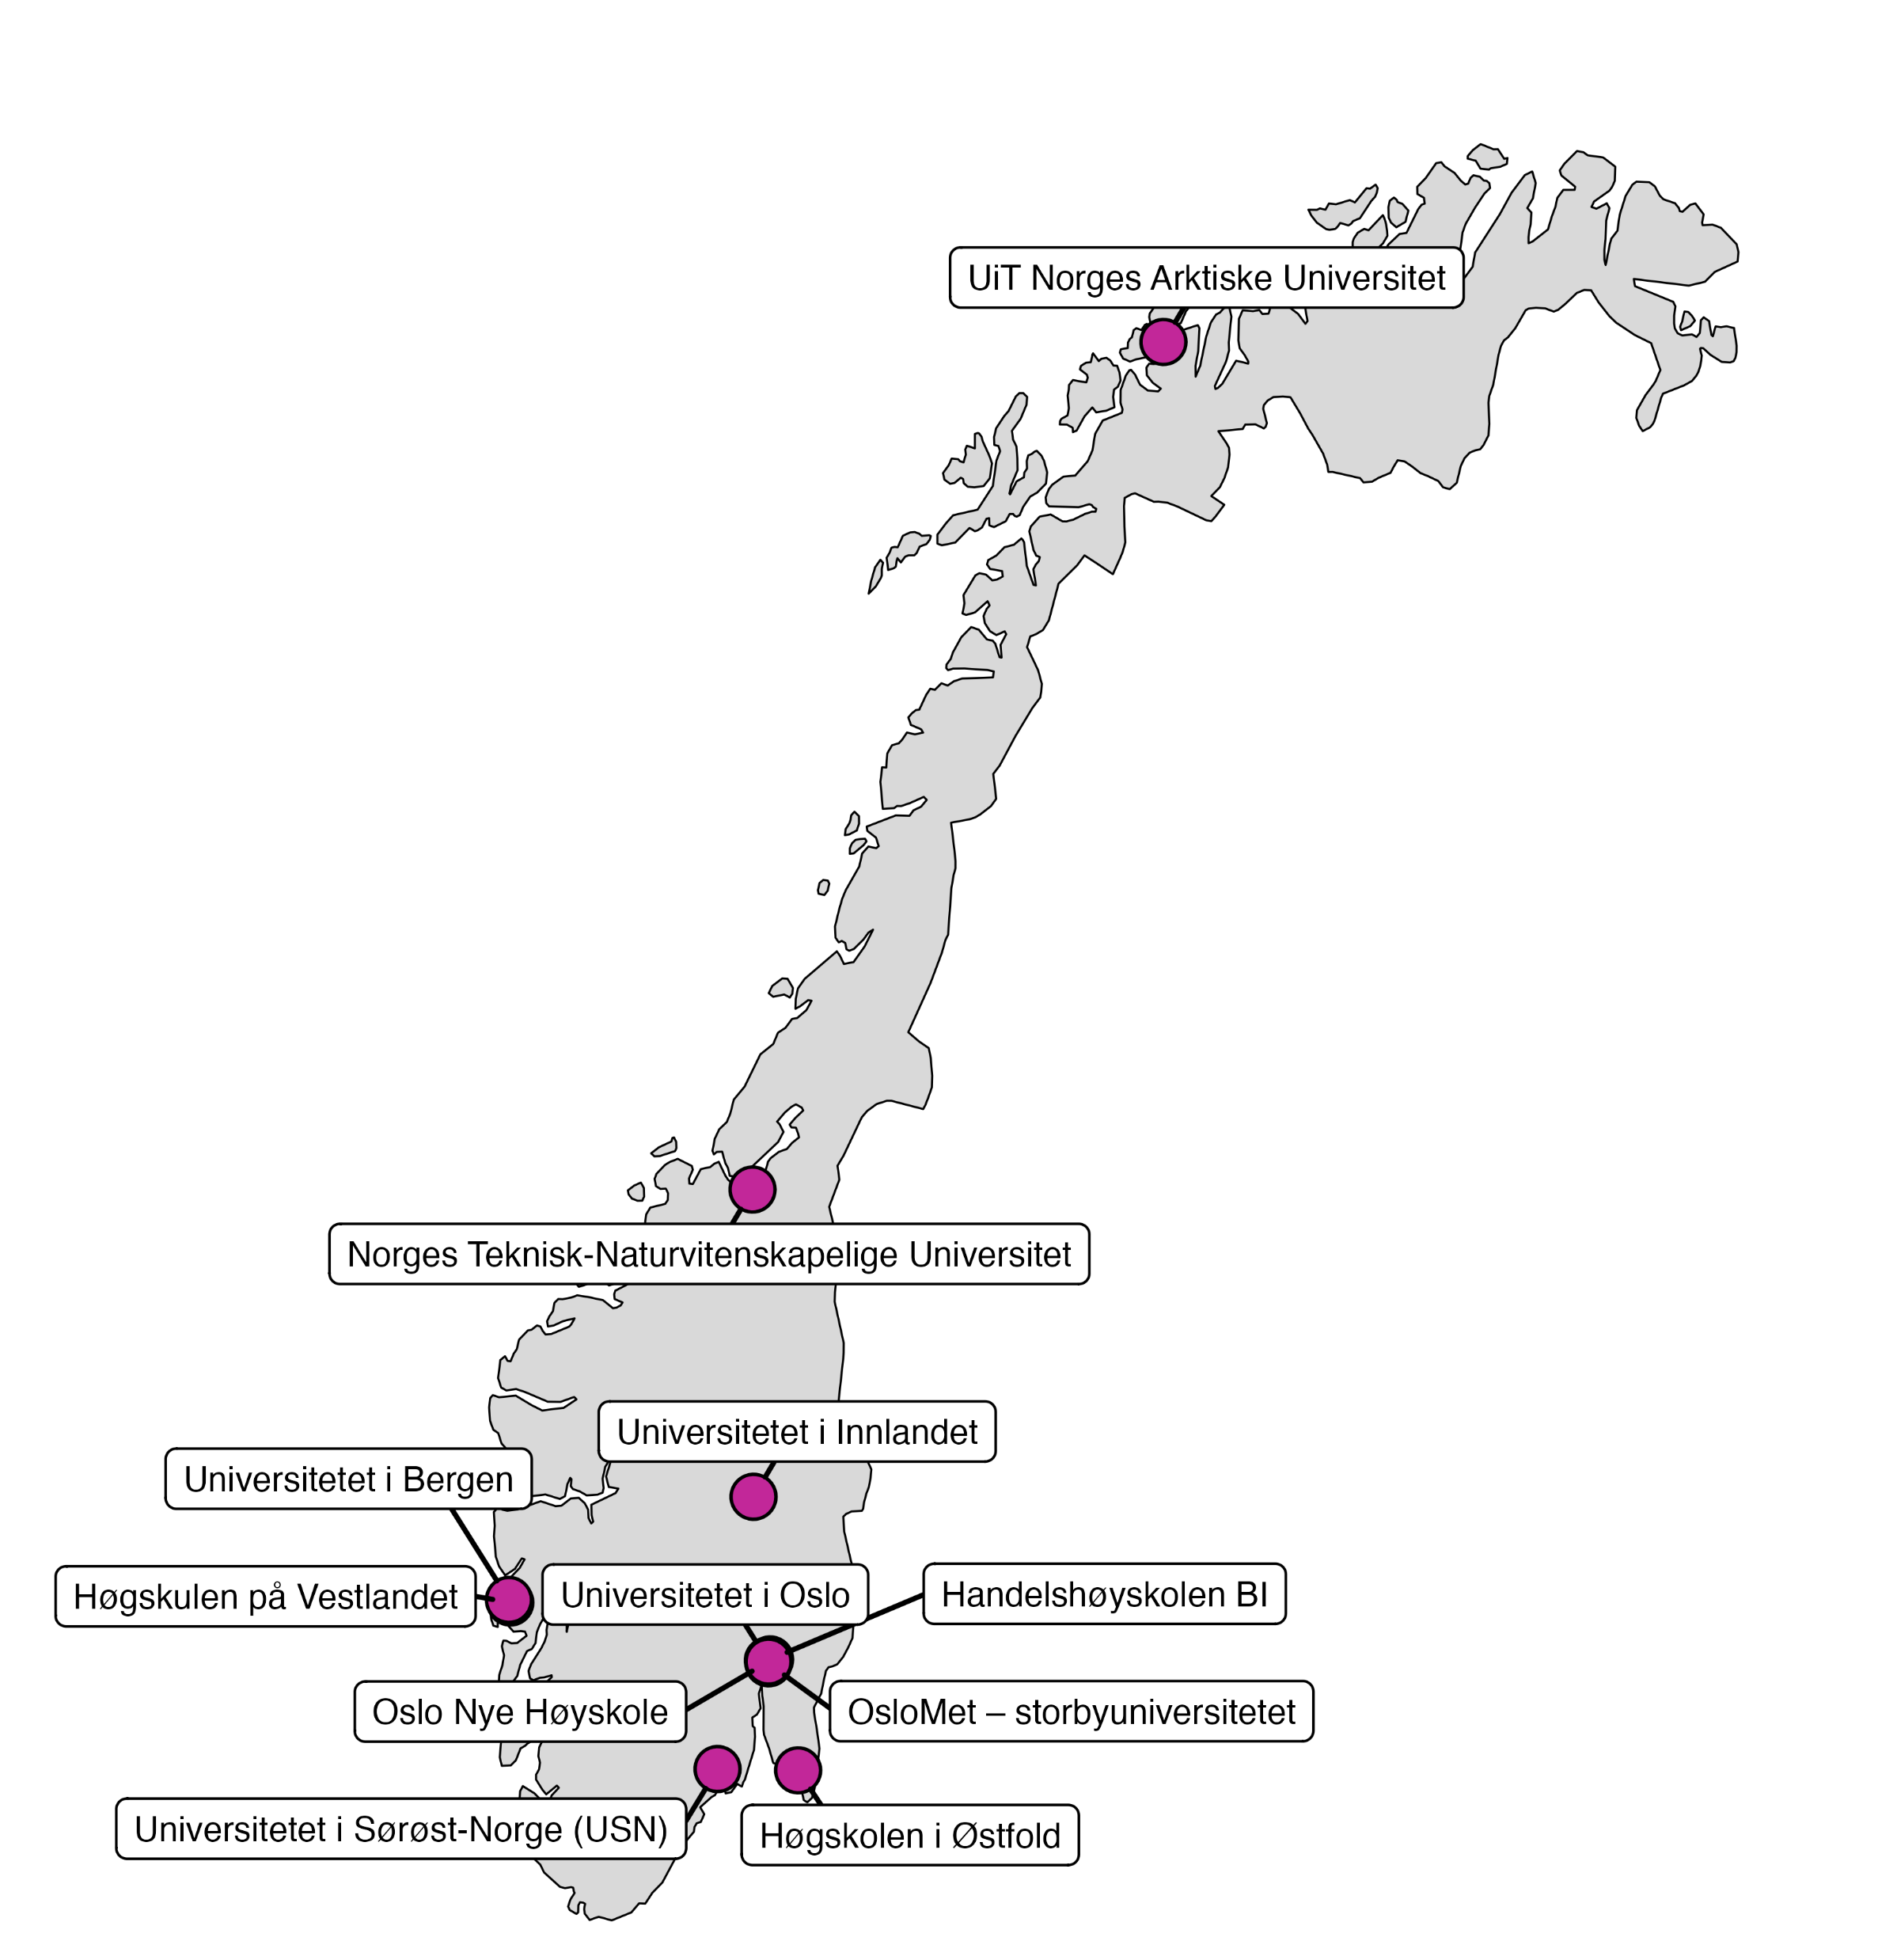 UiT Norges Arktiske Universitet
Norges Teknisk-Naturvitenskapelige Universitet
Universitetet i Innlandet
Universitetet i Bergen
Høgskulen på Vestlandet
Universitetet i Oslo
Handelshøyskolen BI
Oslo Nye Høyskole
OsloMet – storbyuniversitetet
Universitetet i Sørøst-Norge (USN)
Høgskolen i Østfold